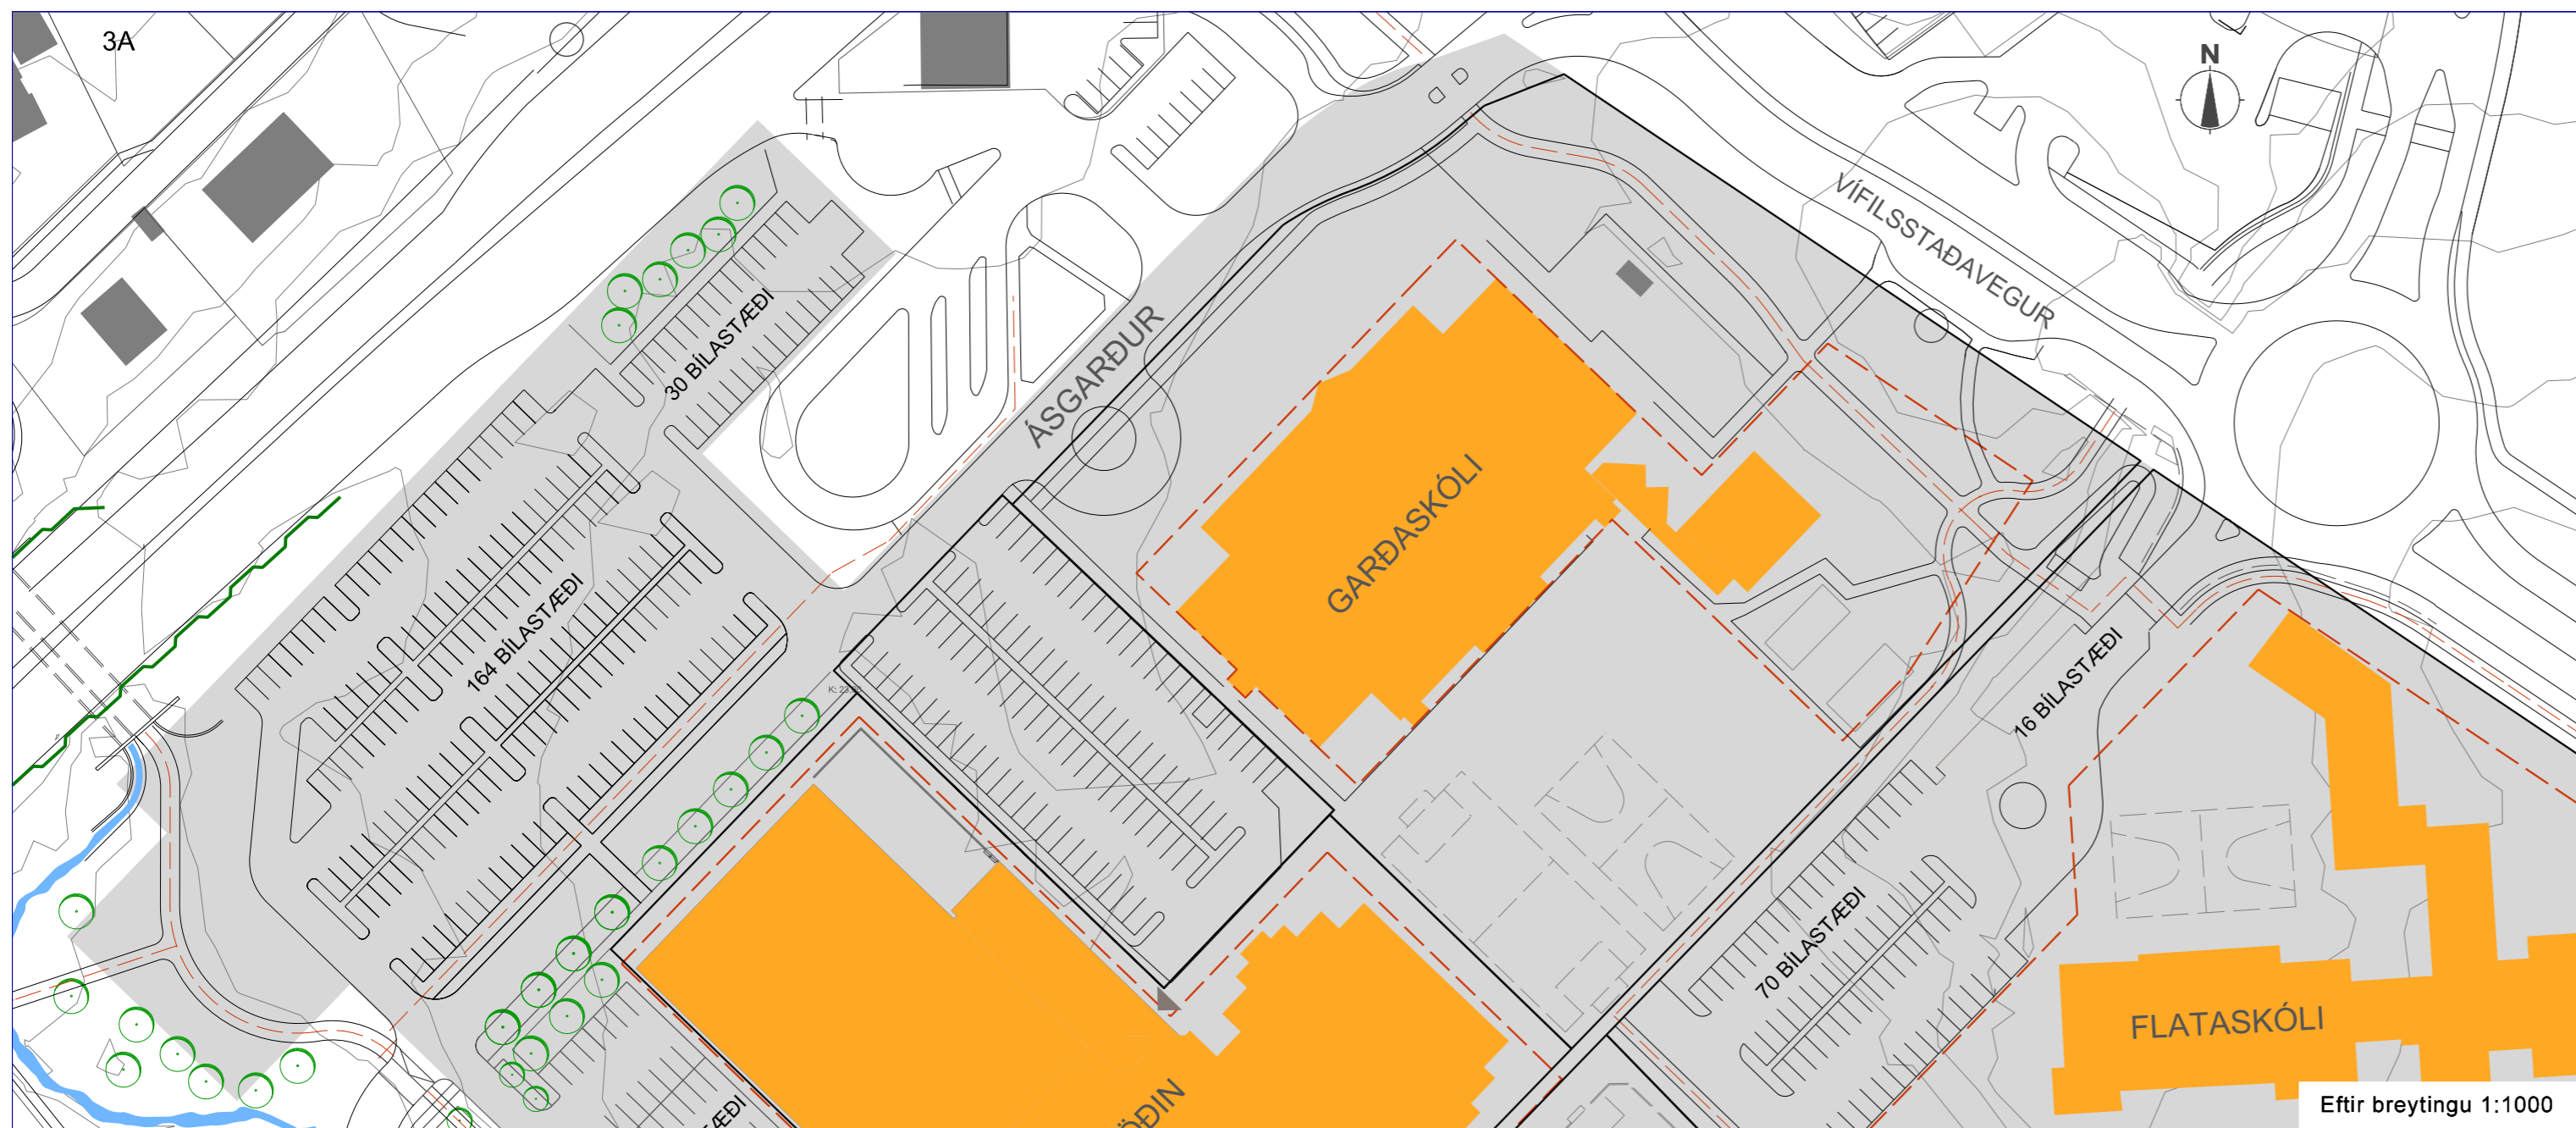 3A
N
VÍFILSSTAÐAVEGUR
30 BÍLASTÆÐI
ÁSGARÐUR
GARÐASKÓLI
164 BÍLASTÆÐI
16 BÍLASTÆÐI
70 BÍLASTÆÐI
FLATASKÓLI
Eftir breytingu 1:1000